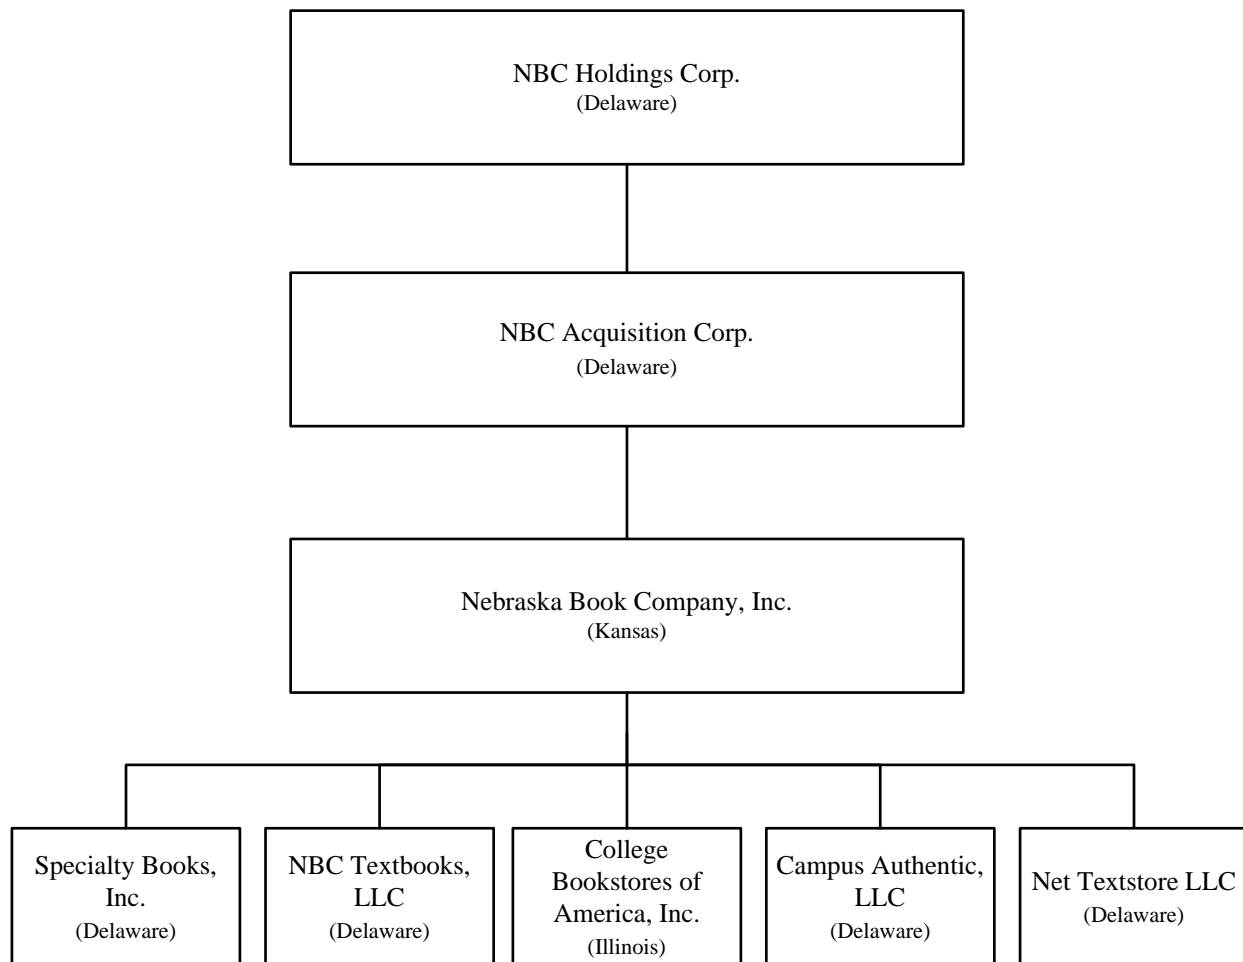 NBC Holdings Corp.
(Delaware)
NBC Acquisition Corp.
(Delaware)
Nebraska Book Company, Inc.
(Kansas)
Specialty Books,
Inc.
(Delaware)
NBC Textbooks,
LLC
(Delaware)
College
Bookstores of
America, Inc.
(Illinois)
Campus Authentic,
LLC
(Delaware)
Net Textstore LLC
(Delaware)